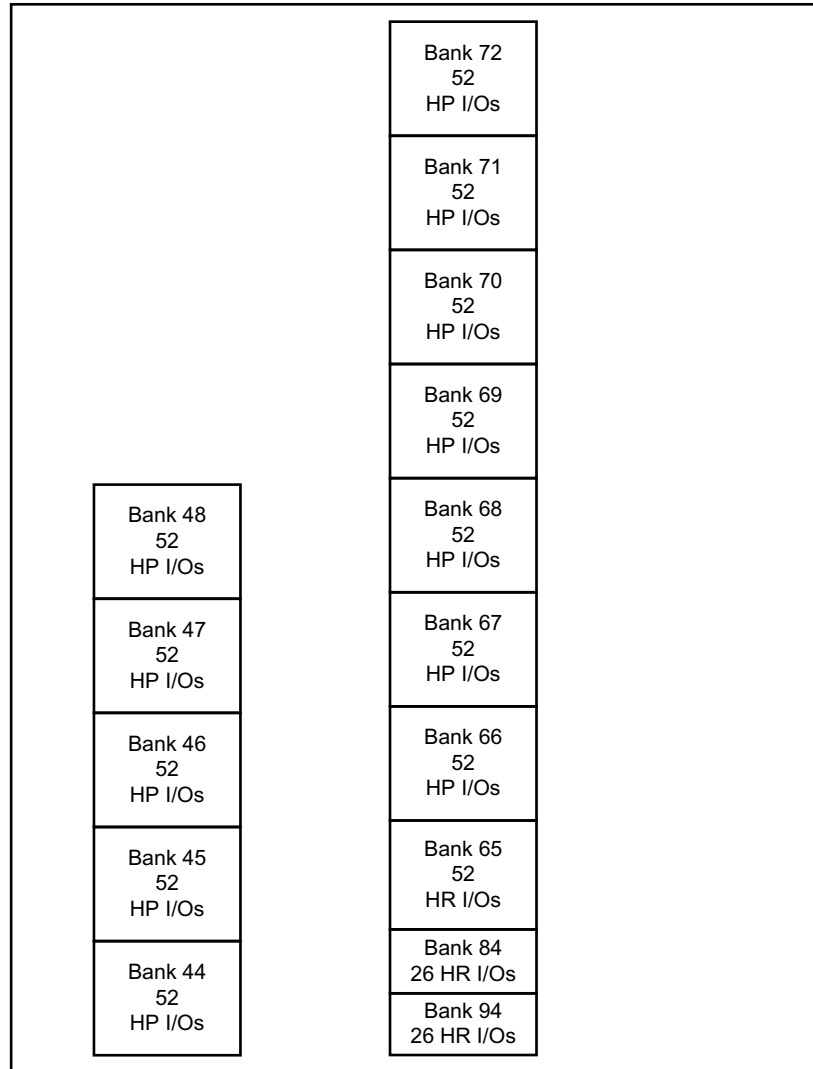 Bank 72
52
HP I/Os
Bank 71
52
HP I/Os
Bank 70
52
HP I/Os
Bank 69
52
HP I/Os
Bank 68
52
HP I/Os
Bank 67
52
HP I/Os
Bank 66
52
HP I/Os
Bank 65
52
HR I/Os
Bank 84
26 HR I/Os
Bank 94
26 HR I/Os
Bank 48
52
HP I/Os
Bank 47
52
HP I/Os
Bank 46
52
HP I/Os
Bank 45
52
HP I/Os
Bank 44
52
HP I/Os